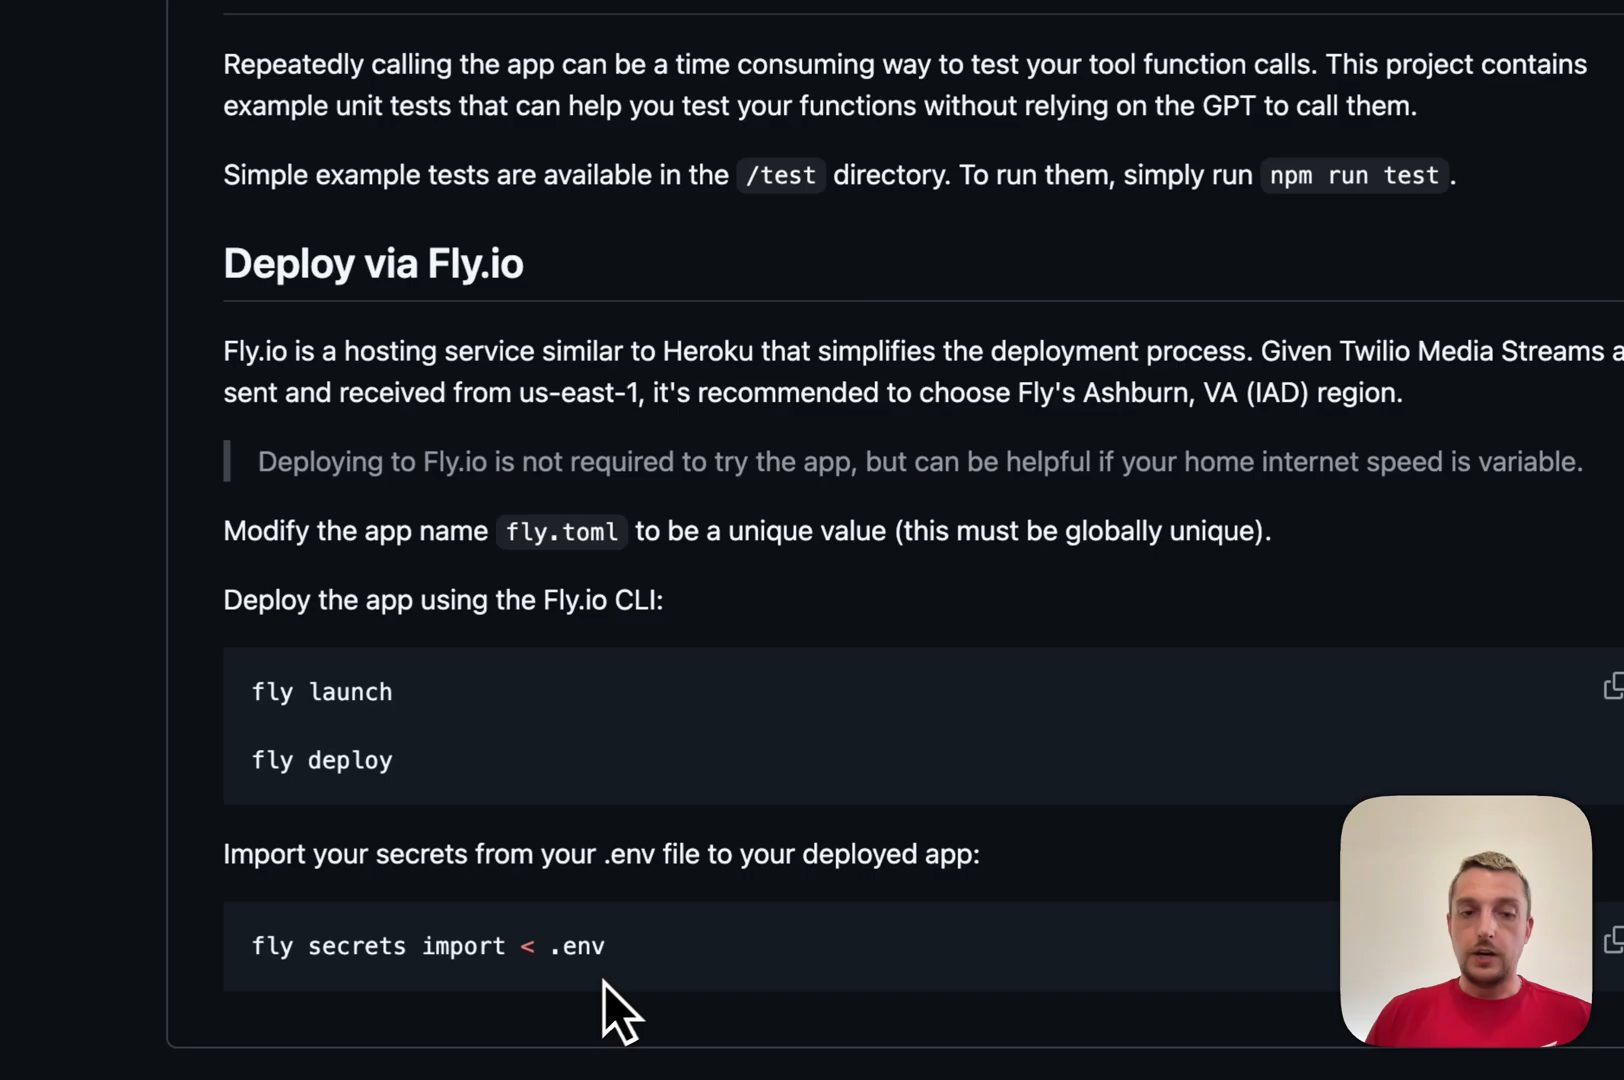 Repeatedly calling the app can be a time consuming way to test your tool function calls. This project contains
example unit tests that can help you test your functions without relying on the GPT to call them.
Simple example tests are available in the /test directory. To run them, simply run npm run test.
Deploy via Fly.io
Fly.io is a hosting service similar to Heroku that simplifies the deployment process. Given Twilio Media Streams a
sent and received from us-east-1, it's recommended to choose Fly's Ashburn, VA (IAD) region.
Deploying to Fly.io is not required to try the app, but can be helpful if your home internet speed is variable.
Modify the app name fly.toml to be a unique value (this must be globally unique).
Deploy the app using the Fly.io CLI:
fly launch
fly deploy
Import your secrets from your .env file to your deployed app:
fly secrets import < .env